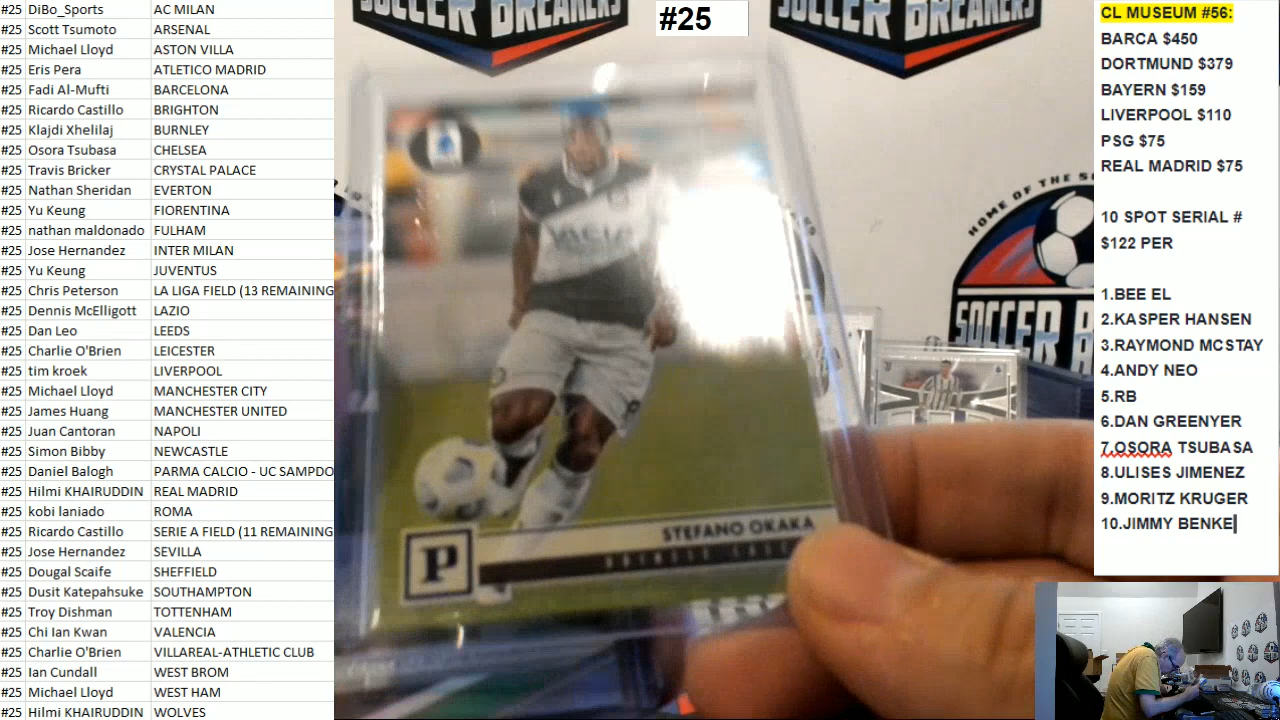 #25 DiBo_Sports AC MILAN
#25 Scott Tsumoto ARSENAL
#25 Michael Lloyd ASTON VILLA
#25 Eris Pera ATLETICO MADRID
#25 Fadi Al-Mufti BARCELONA
#25 Ricardo Castillo BRIGHTON
#25 Klajdi Xhelilaj BURNLEY
#25 Osora Tsubasa CHELSEA
#25 Travis Bricker CRYSTAL PALACE
#25 Nathan Sheridan EVERTON
#25 Yu Keung FIORENTINA
#25 nathan maldonado FULHAM
#25 Jose Hernandez INTER MILAN
#25 Yu Keung JUVENTUS
#25 Chris Peterson LA LIGA FIELD (13 REMAINING
#25 Dennis McElligott LAZIO
#25 Dan Leo LEEDS
#25 Charlie O'Brien LEICESTER
#25 tim kroek LIVERPOOL
#25 Michael Lloyd MANCHESTER CITY
#25 James Huang MANCHESTER UNITED
#25 Juan Cantoran NAPOLI
#25 Simon Bibby NEWCASTLE
#25 Daniel Balogh PARMA CALCIO - UC SAMPDO
#25 Hilmi KHAIRUDDIN REAL MADRID
#25 kobi laniado ROMA
#25 Ricardo Castillo SERIE A FIELD (11 REMAINING
#25 Jose Hernandez SEVILLA
#25 Dougal Scaife SHEFFIELD
#25 Dusit Katepahsuke SOUTHAMPTON
#25 Troy Dishman TOTTENHAM
#25 Chi Ian Kwan VALENCIA
#25 Charlie O'Brien VILLAREAL-ATHLETIC CLUB
#25 Ian Cundall WEST BROM
#25 Michael Lloyd WEST HAM
#25 Hilmi KHAIRUDDIN WOLVES
SOCCER BREAKERS
#25
SOCCER BREAKERS
HOME OF THE S
SOCCER B
STEFANO OKAKA
P
CL MUSEUM #56:
BARCA $450
DORTMUND $379
BAYERN $159
LIVERPOOL $110
PSG $75
REAL MADRID $75
10 SPOT SERIAL #
$122 PER
1.BEE EL
2.KASPER HANSEN
3.RAYMOND MCSTAY
4.ANDY NEO
5.RB
6.DAN GREENYER
7.OSORA TSUBASA
8.ULISES JIMENEZ
9.MORITZ KRUGER
10.JIMMY BENKE